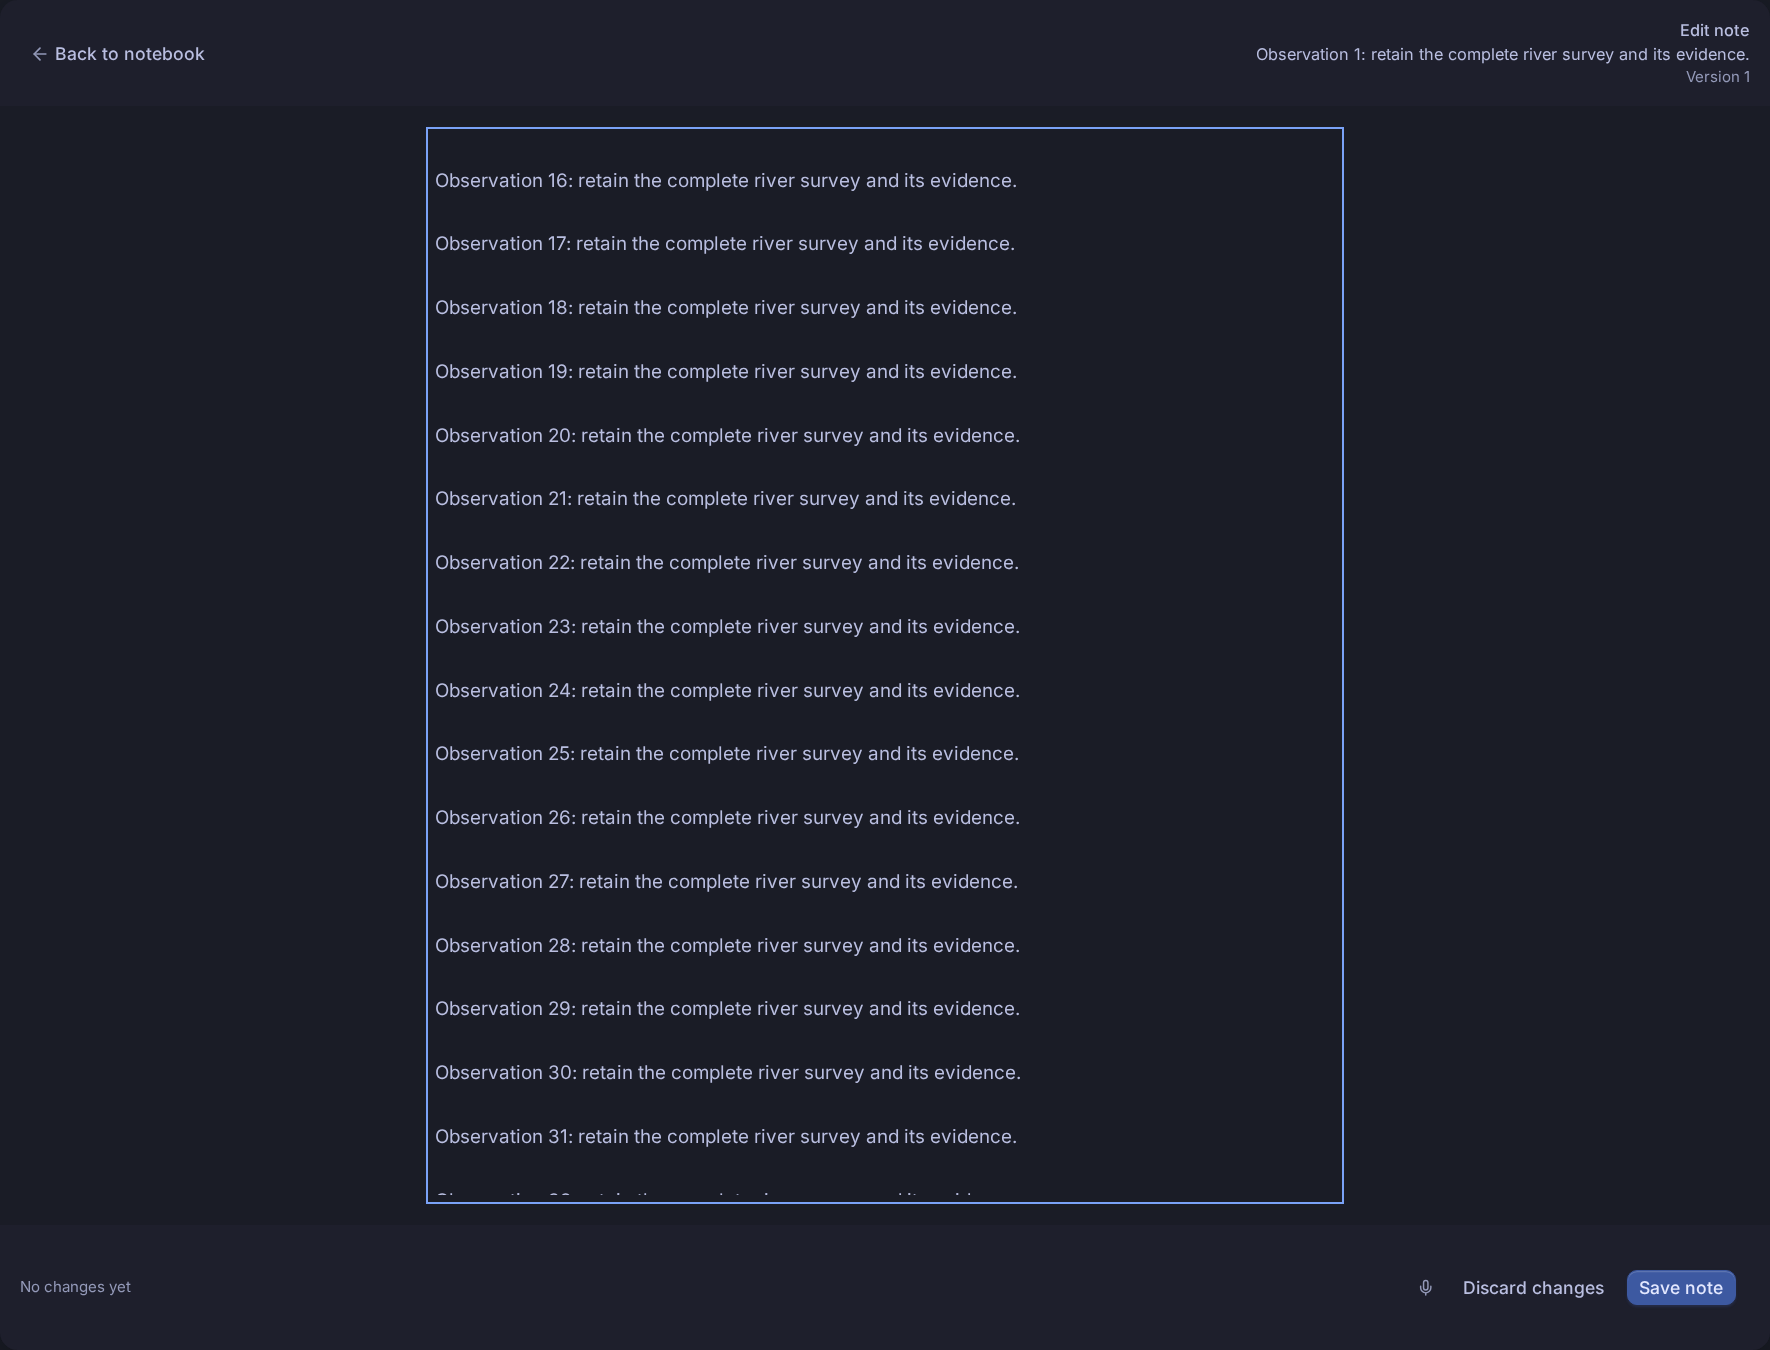 Back to notebook
Edit note
Observation 1: retain the complete river survey and its evidence.
Version 1
Observation 16: retain the complete river survey and its evidence.
Observation 17: retain the complete river survey and its evidence.
Observation 18: retain the complete river survey and its evidence.
Observation 19: retain the complete river survey and its evidence.
Observation 20: retain the complete river survey and its evidence.
Observation 21: retain the complete river survey and its evidence.
Observation 22: retain the complete river survey and its evidence.
Observation 23: retain the complete river survey and its evidence.
Observation 24: retain the complete river survey and its evidence.
Observation 25: retain the complete river survey and its evidence.
Observation 26: retain the complete river survey and its evidence.
Observation 27: retain the complete river survey and its evidence.
Observation 28: retain the complete river survey and its evidence.
Observation 29: retain the complete river survey and its evidence.
Observation 30: retain the complete river survey and its evidence.
Observation 31: retain the complete river survey and its evidence.
No changes yet
Discard changes
Save note